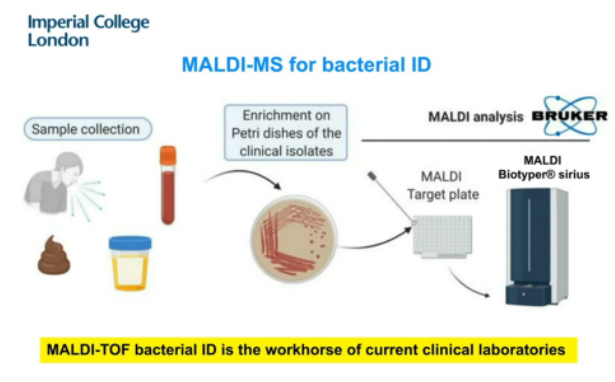 Imperial College
London
MALDI-MS for bacterial ID
Sample collection
Enrichment on
Petri dishes of the
clinical isolates
MALDI analysis
BRUKER
MALDI
Target plate
MALDI
Biotyper® sirius
MALDI-TOF bacterial ID is the workhorse of current clinical laboratories